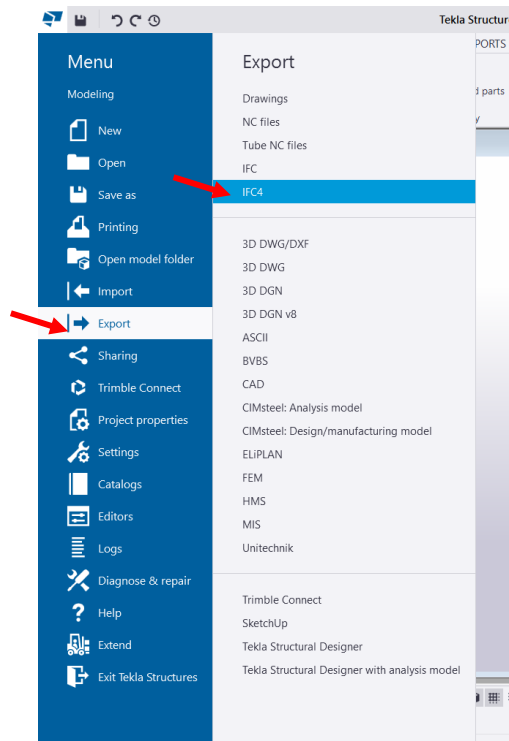 Tekla Structur
PORTS
d parts
y
Menu
Modeling
New
Open
Save as
Printing
Open model folder
Import
Export
Sharing
Trimble Connect
Project properties
Settings
Catalogs
Editors
Logs
Diagnose & repair
Help
Extend
Exit Tekla Structures
Export
Drawings
NC files
Tube NC files
IFC
IFC4
3D DWG/DXF
3D DWG
3D DGN
3D DGN v8
ASCII
BVBS
CAD
CIMsteel: Analysis model
CIMsteel: Design/manufacturing model
ELiPLAN
FEM
HMS
MIS
Unitechnik
Trimble Connect
SketchUp
Tekla Structural Designer
Tekla Structural Designer with analysis model